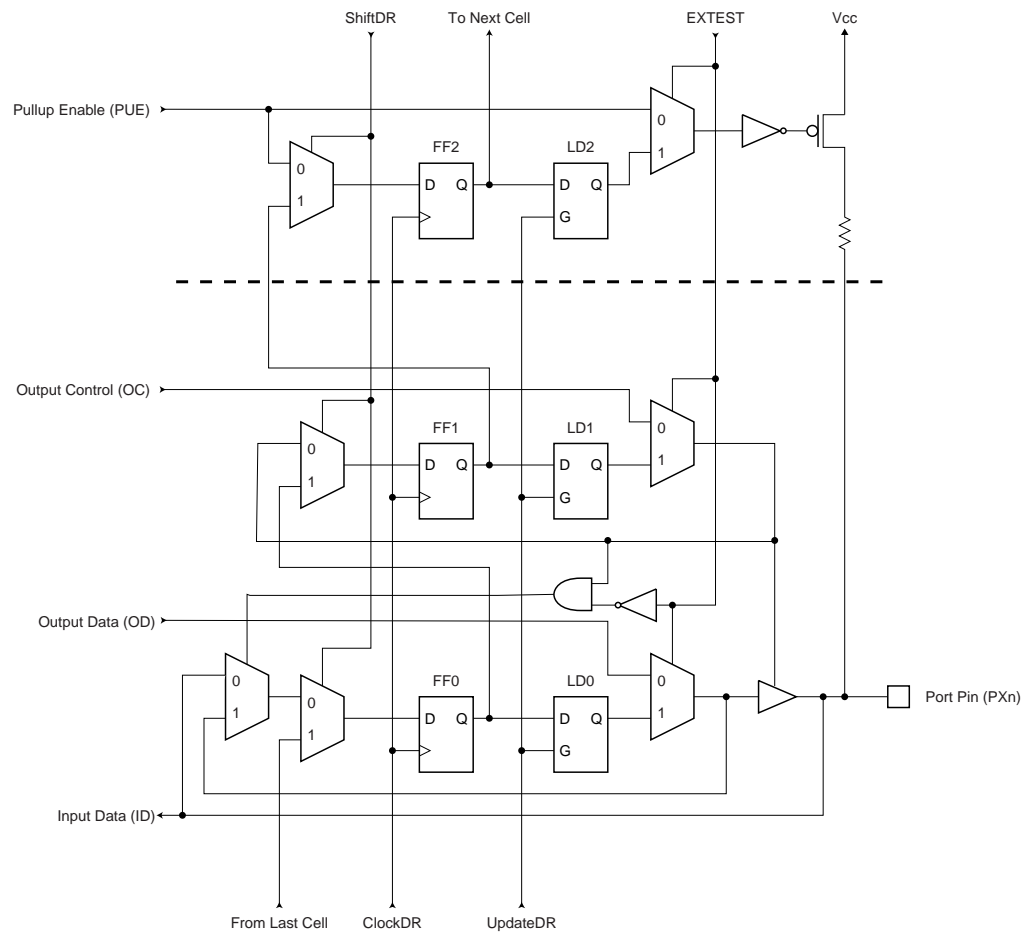 ShiftDR To Next Cell EXTEST Vcc
Pullup Enable (PUE)
0
1
FF2 LD2
0
1
D Q D Q
G
Output Control (OC)
FF1 LD1
0
1
0
1
D Q D Q
G
Output Data (OD)
FF0 LD0
0
1
0
1
0
1
D Q D Q
G
Port Pin (PXn)
Input Data (ID)
From Last Cell ClockDR UpdateDR